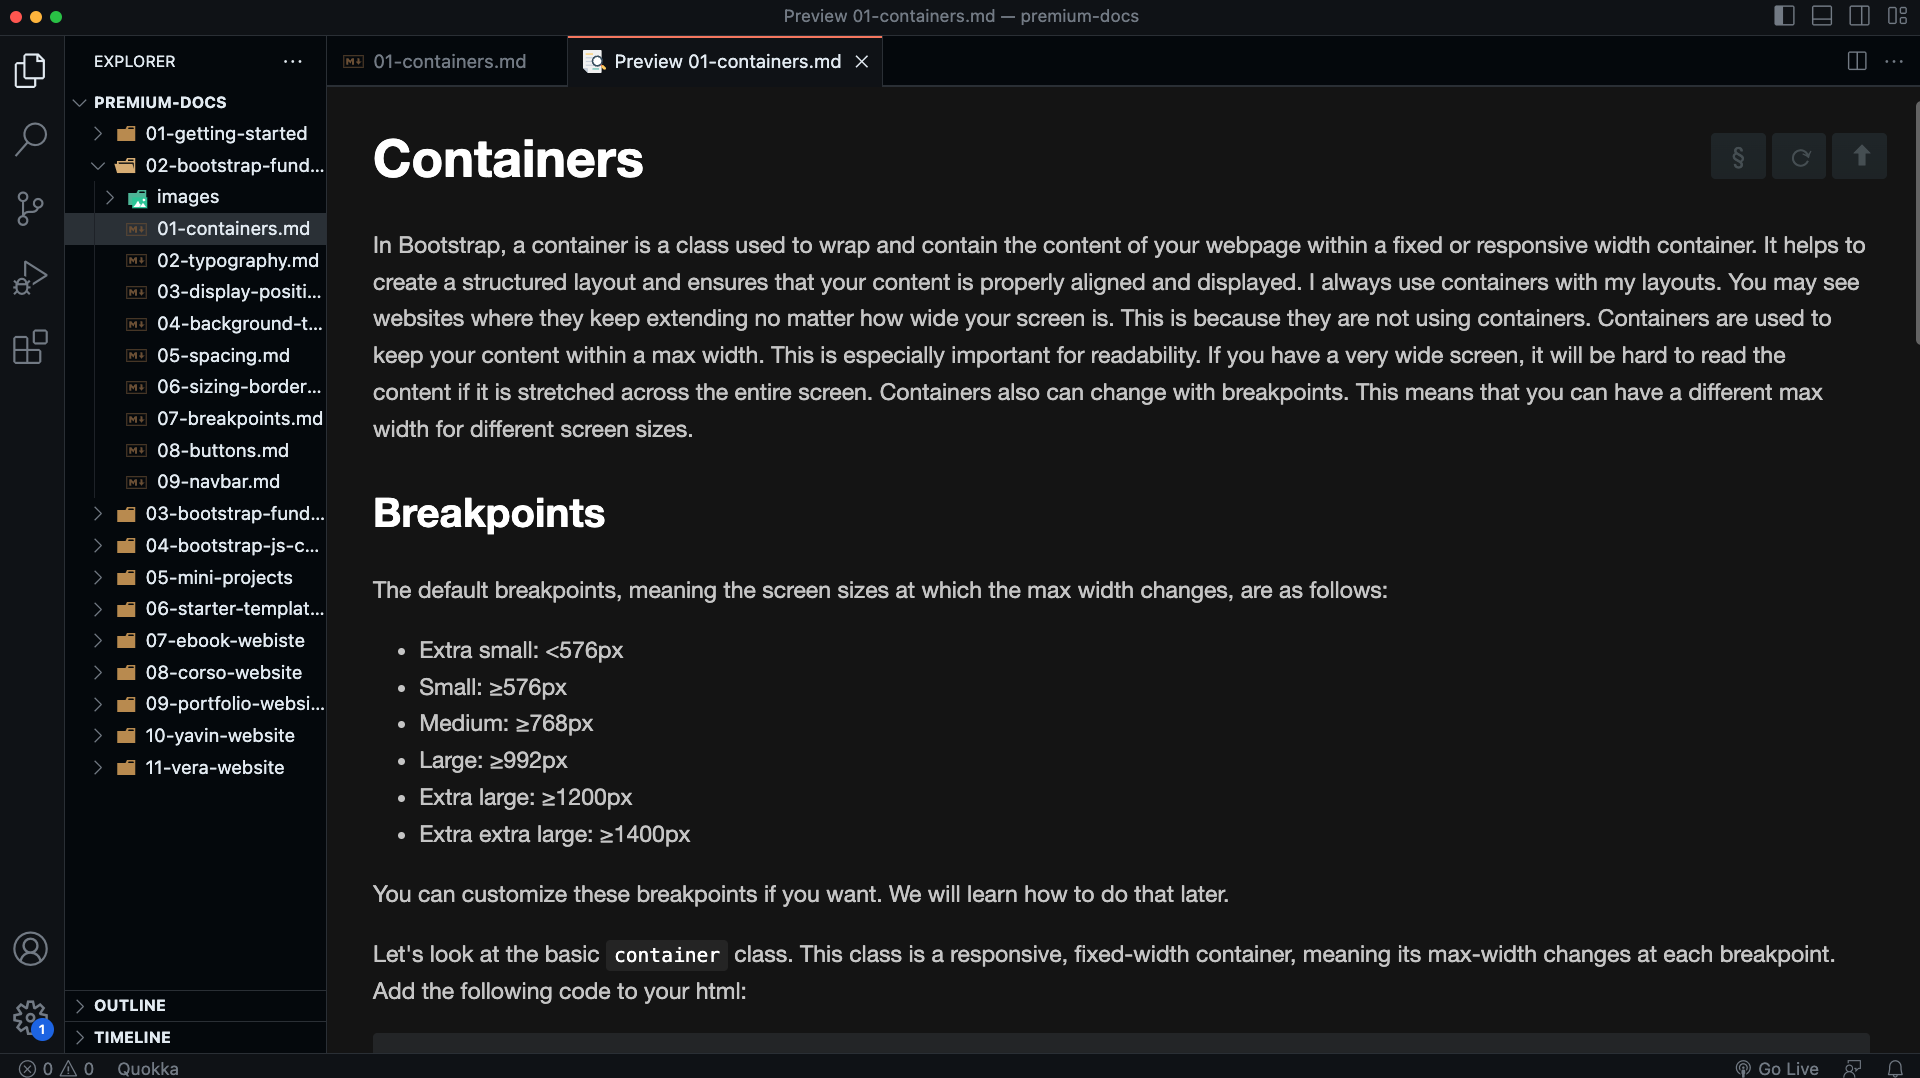 Preview 01-containers.md — premium-docs
EXPLORER
PREMIUM-DOCS
01-getting-started
02-bootstrap-fund...
images
01-containers.md
02-typography.md
03-display-positi...
04-background-t...
05-spacing.md
06-sizing-border...
07-breakpoints.md
08-buttons.md
09-navbar.md
03-bootstrap-fund...
04-bootstrap-js-c...
05-mini-projects
06-starter-templat...
07-ebook-webiste
08-corso-website
09-portfolio-websi...
10-yavin-website
11-vera-website
OUTLINE
TIMELINE
01-containers.md
Preview 01-containers.md
§
Containers
In Bootstrap, a container is a class used to wrap and contain the content of your webpage within a fixed or responsive width container. It helps to
create a structured layout and ensures that your content is properly aligned and displayed. I always use containers with my layouts. You may see
websites where they keep extending no matter how wide your screen is. This is because they are not using containers. Containers are used to
keep your content within a max width. This is especially important for readability. If you have a very wide screen, it will be hard to read the
content if it is stretched across the entire screen. Containers also can change with breakpoints. This means that you can have a different max
width for different screen sizes.
Breakpoints
The default breakpoints, meaning the screen sizes at which the max width changes, are as follows:
• Extra small: <576px
• Small: ≥576px
• Medium: ≥768px
• Large: ≥992px
• Extra large: ≥1200px
• Extra extra large: ≥1400px
You can customize these breakpoints if you want. We will learn how to do that later.
Let's look at the basic container class. This class is a responsive, fixed-width container, meaning its max-width changes at each breakpoint.
Add the following code to your html:
1
0 0 Quokka
Go Live